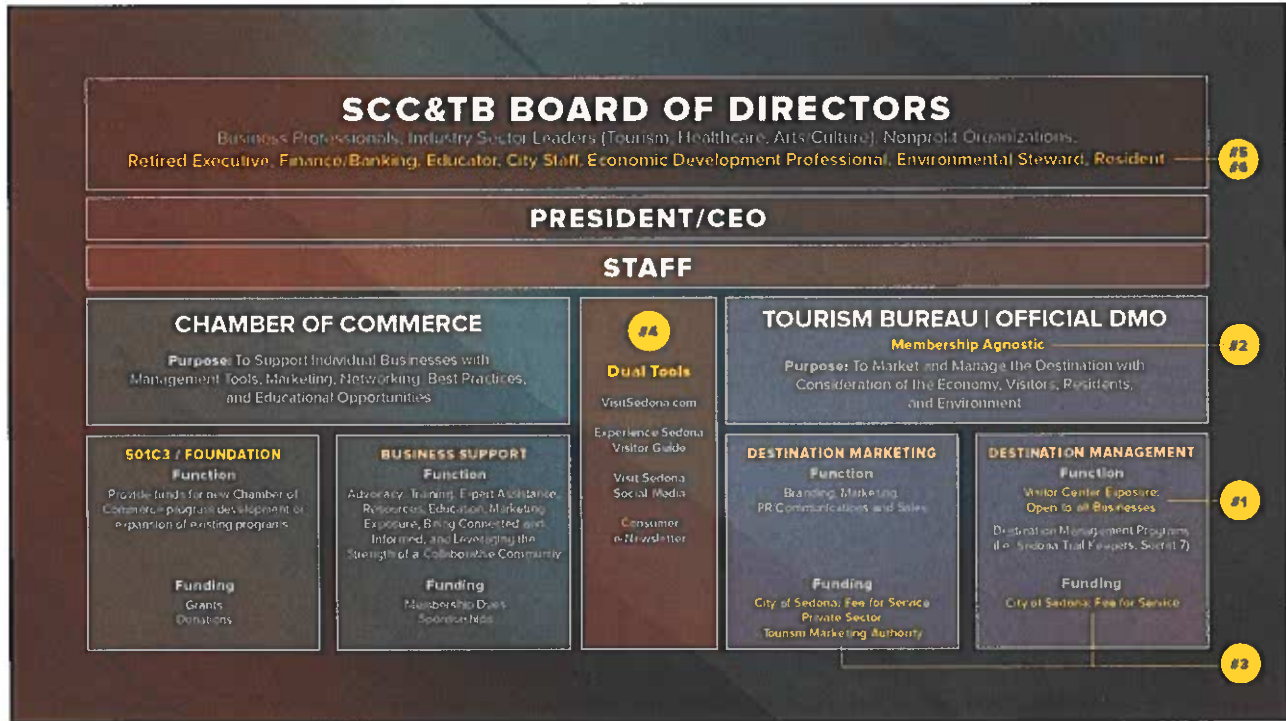 SCC&TB BOARD OF DIRECTORS
Business Professionals, Industry Sector Leaders (Tourism, Healthcare, Arts/Culture), Nonprofit Organizations,
Retired Executive, Finance/Banking, Educator, City Staff, Economic Development Professional, Environmental Steward, Resident
#5
#6
PRESIDENT/CEO
STAFF
CHAMBER OF COMMERCE
Purpose: To Support Individual Businesses with
Management Tools, Marketing, Networking, Best Practices,
and Educational Opportunities
#4
Dual Tools
VisitSedona.com
Experience Sedona
Visitor Guide
Visit Sedona
Social Media
Consumer
e-Newsletter
TOURISM BUREAU | OFFICIAL DMO
Membership Agnostic
#2
Purpose: To Market and Manage the Destination with
Consideration of the Economy, Visitors, Residents,
and Environment
501C3 / FOUNDATION
Function
Provide funds for new Chamber of
Commerce program development or
expansion of existing programs
Funding
Grants
Donations
BUSINESS SUPPORT
Function
Advocacy, Training, Expert Assistance,
Resources, Education, Marketing
Exposure, Being Connected and
Informed, and Leveraging the
Strength of a Collaborative Community
Funding
Membership Dues
Sponsorships
DESTINATION MARKETING
Function
Branding, Marketing,
PR Communications and Sales
Funding
City of Sedona: Fee for Service
Private Sector
Tourism Marketing Authority
DESTINATION MANAGEMENT
Function
Visitor Center Exposure:
Open to all Businesses
#1
Destination Management Programs
(i.e. Sedona Trail Keepers, Secret 7)
Funding
City of Sedona: Fee for Service
#3